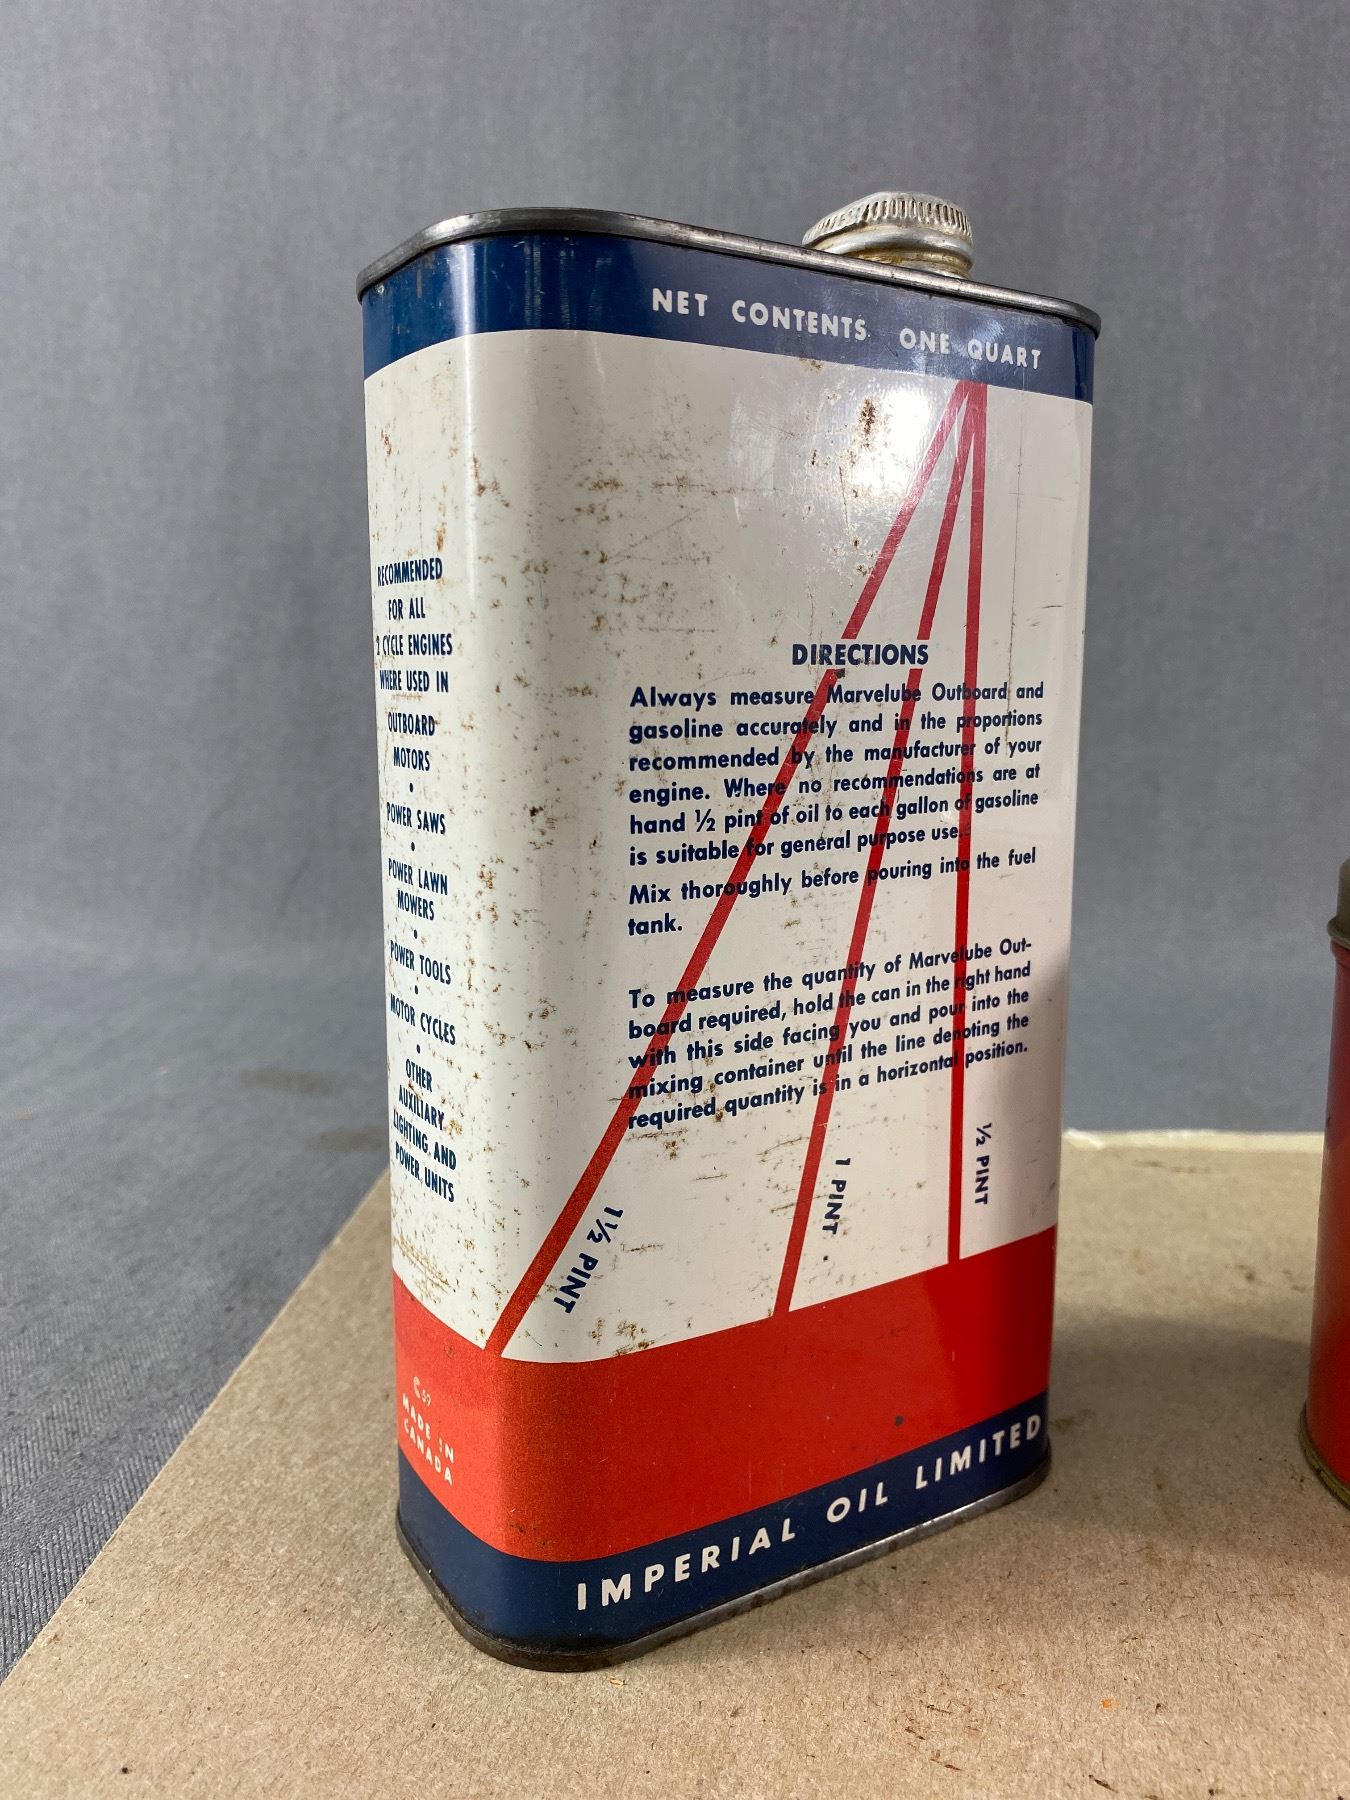 NET CONTENTS ONE QUART
RECOMMENDED
FOR ALL
2 CYCLE ENGINES
WHERE USED IN
OUTBOARD
MOTORS
•
POWER SAWS
•
POWER LAWN
MOWERS
•
POWER TOOLS
•
MOTOR CYCLES
•
OTHER
AUXILIARY
LIGHTING AND
POWER UNITS
DIRECTIONS
Always measure Marvelube Outboard and
gasoline accurately and in the proportions
recommended by the manufacturer of your
engine. Where no recommendations are at
hand ½ pint of oil to each gallon of gasoline
is suitable for general purpose use.
Mix thoroughly before pouring into the fuel
tank.
To measure the quantity of Marvelube Out-
board required, hold the can in the right hand
with this side facing you and pour into the
mixing container until the line denoting the
required quantity is in a horizontal position.
1½ PINT
1 PINT
½ PINT
C 59
MADE IN
CANADA
IMPERIAL OIL LIMITED